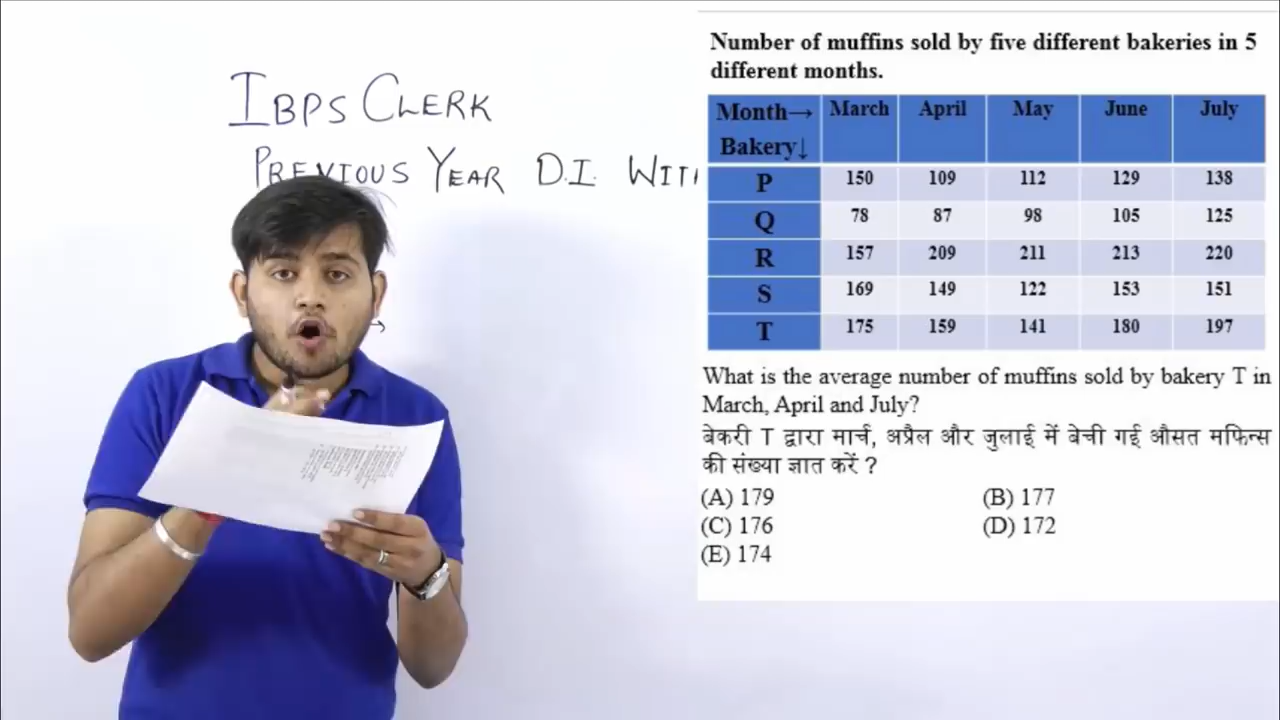 IBPS CLERK
PREVIOUS YEAR D.I. WITH
Number of muffins sold by five different bakeries in 5
different months.
Month→ Bakery↓ March April May June July
P 150 109 112 129 138
Q 78 87 98 105 125
R 157 209 211 213 220
S 169 149 122 153 151
T 175 159 141 180 197
What is the average number of muffins sold by bakery T in
March, April and July?
बेकरी T द्वारा मार्च, अप्रैल और जुलाई में बेची गई औसत मफिन्स
की संख्या ज्ञात करें ?
(A) 179 (B) 177
(C) 176 (D) 172
(E) 174